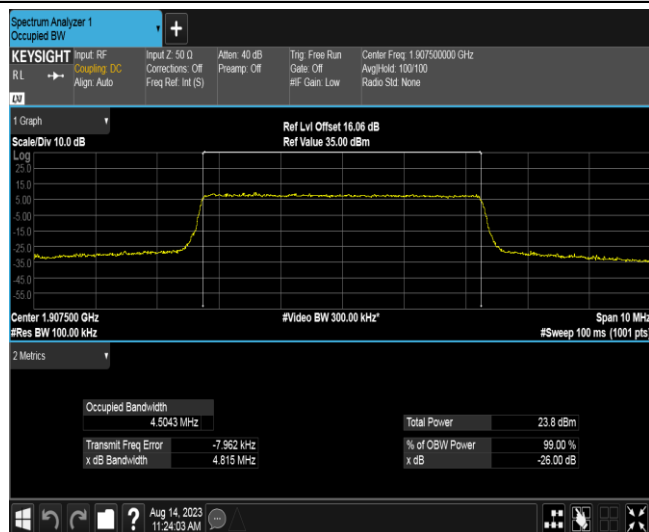 Spectrum Analyzer 1
Occupied BW
KEYSIGHT Input: RF Input Z: 50 Ω Atten: 40 dB Trig: Free Run Center Freq: 1.907500000 GHz
RL Coupling: DC Corrections: Off Preamp: Off Gate: Off Avg|Hold: 100/100
Align: Auto Freq Ref: Int (S) #IF Gain: Low Radio Std: None
LXI
1 Graph Ref Lvl Offset 16.06 dB
Scale/Div 10.0 dB Ref Value 35.00 dBm
Log
25.0
15.0
5.00
-5.00
-15.0
-25.0
-35.0
-45.0
-55.0
Center 1.907500 GHz #Video BW 300.00 kHz* Span 10 MHz
#Res BW 100.00 kHz #Sweep 100 ms (1001 pts)
2 Metrics
Occupied Bandwidth
4.5043 MHz Total Power 23.8 dBm
Transmit Freq Error -7.962 kHz % of OBW Power 99.00 %
x dB Bandwidth 4.815 MHz x dB -26.00 dB
Aug 14, 2023
11:24:03 AM